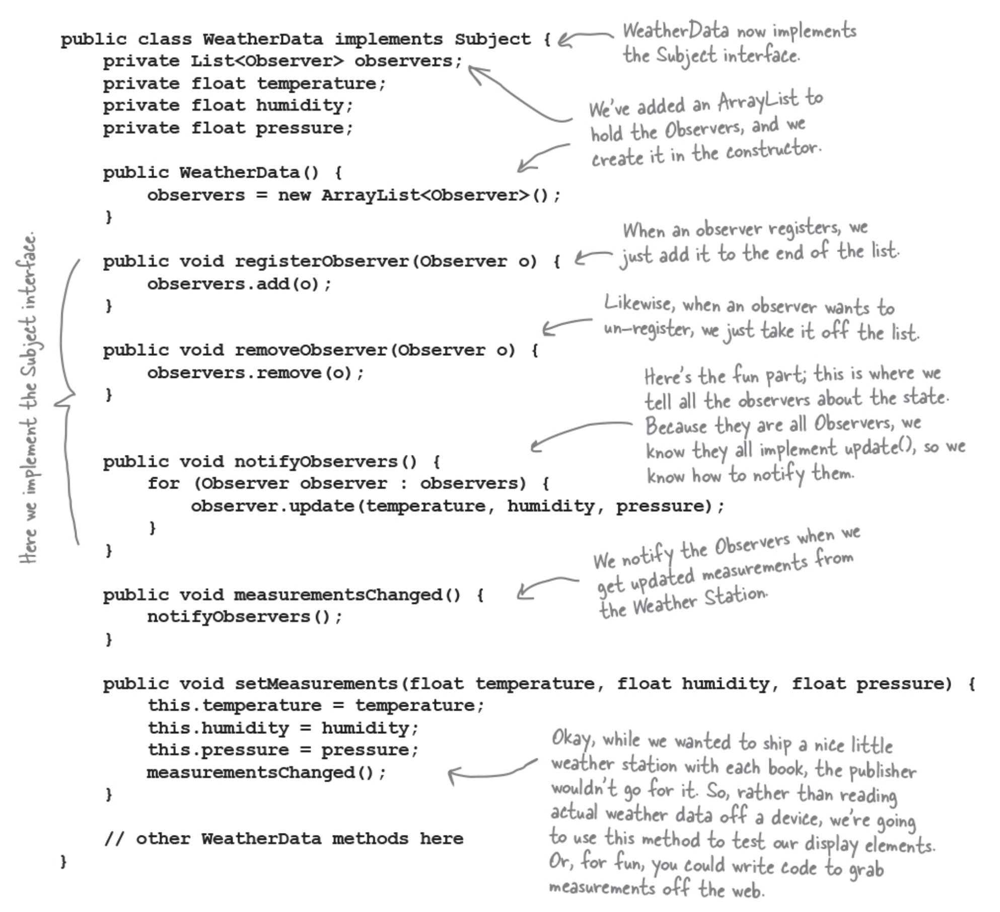 public class WeatherData implements Subject {
WeatherData now implements
the Subject interface.
private List<Observer> observers;
private float temperature;
private float humidity;
private float pressure;
We've added an ArrayList to
hold the Observers, and we
create it in the constructor.
public WeatherData() {
observers = new ArrayList<Observer>();
}
Here we implement the Subject interface.
When an observer registers, we
just add it to the end of the list.
public void registerObserver(Observer o) {
observers.add(o);
}
Likewise, when an observer wants to
un-register, we just take it off the list.
public void removeObserver(Observer o) {
observers.remove(o);
}
Here's the fun part; this is where we
tell all the observers about the state.
Because they are all Observers, we
know they all implement update(), so we
know how to notify them.
public void notifyObservers() {
for (Observer observer : observers) {
observer.update(temperature, humidity, pressure);
}
}
We notify the Observers when we
get updated measurements from
the Weather Station.
public void measurementsChanged() {
notifyObservers();
}
public void setMeasurements(float temperature, float humidity, float pressure) {
this.temperature = temperature;
this.humidity = humidity;
this.pressure = pressure;
measurementsChanged();
}
Okay, while we wanted to ship a nice little
weather station with each book, the publisher
wouldn't go for it. So, rather than reading
actual weather data off a device, we're going
to use this method to test our display elements.
Or, for fun, you could write code to grab
measurements off the web.
// other WeatherData methods here
}